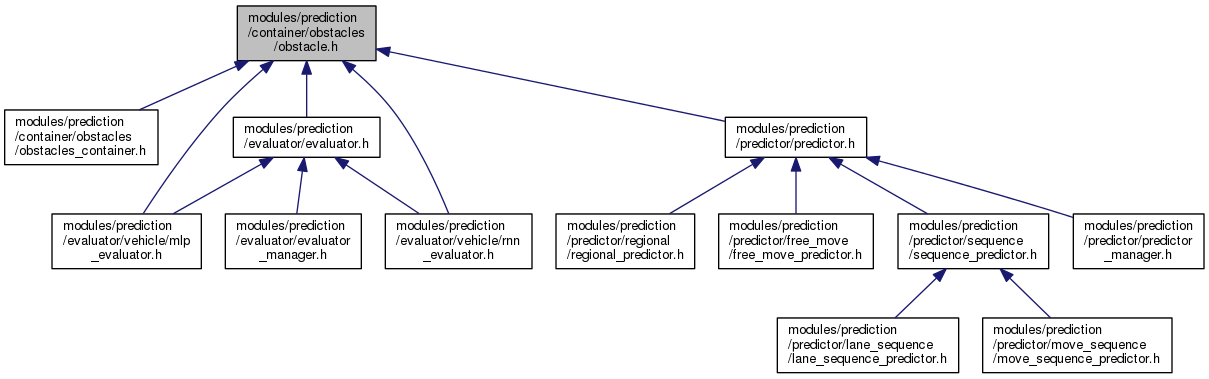 modules/prediction
/container/obstacles
/obstacle.h
modules/prediction
/container/obstacles
/obstacles_container.h
modules/prediction
/evaluator/evaluator.h
modules/prediction
/predictor/predictor.h
modules/prediction
/evaluator/vehicle/mlp
_evaluator.h
modules/prediction
/evaluator/evaluator
_manager.h
modules/prediction
/evaluator/vehicle/rnn
_evaluator.h
modules/prediction
/predictor/regional
/regional_predictor.h
modules/prediction
/predictor/free_move
/free_move_predictor.h
modules/prediction
/predictor/sequence
/sequence_predictor.h
modules/prediction
/predictor/predictor
_manager.h
modules/prediction
/predictor/lane_sequence
/lane_sequence_predictor.h
modules/prediction
/predictor/move_sequence
/move_sequence_predictor.h